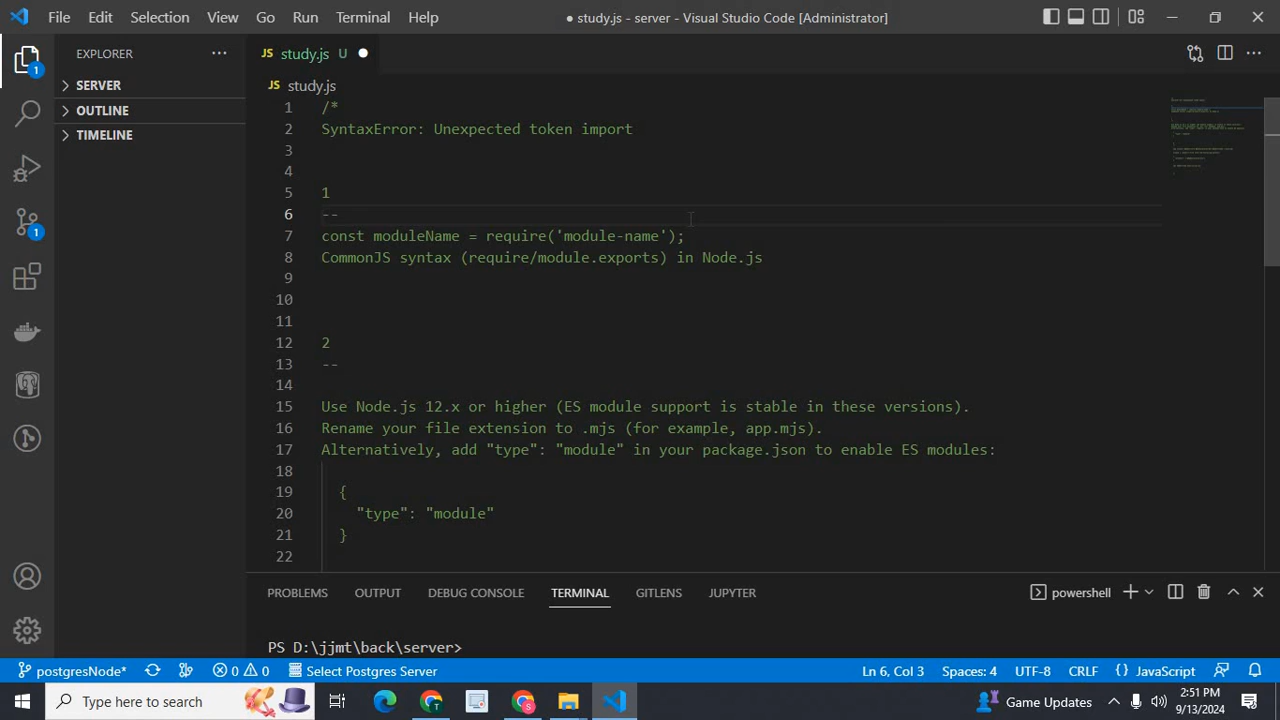 File Edit Selection View Go Run Terminal Help ● study.js - server - Visual Studio Code [Administrator]
EXPLORER ···
JS study.js U ●
SERVER
OUTLINE
TIMELINE
JS study.js
1 /*
2 SyntaxError: Unexpected token import
3
4
5 1
6 --
7 const moduleName = require('module-name');
8 CommonJS syntax (require/module.exports) in Node.js
9
10
11
12 2
13 --
14
15 Use Node.js 12.x or higher (ES module support is stable in these versions).
16 Rename your file extension to .mjs (for example, app.mjs).
17 Alternatively, add "type": "module" in your package.json to enable ES modules:
18
19 {
20 "type": "module"
21 }
22
1
1
PROBLEMS OUTPUT DEBUG CONSOLE TERMINAL GITLENS JUPYTER powershell
PS D:\jjmt\back\server>
postgresNode* 0 0 Select Postgres Server Ln 6, Col 3 Spaces: 4 UTF-8 CRLF {} JavaScript
Type here to search T S Game Updates 2:51 PM
9/13/2024